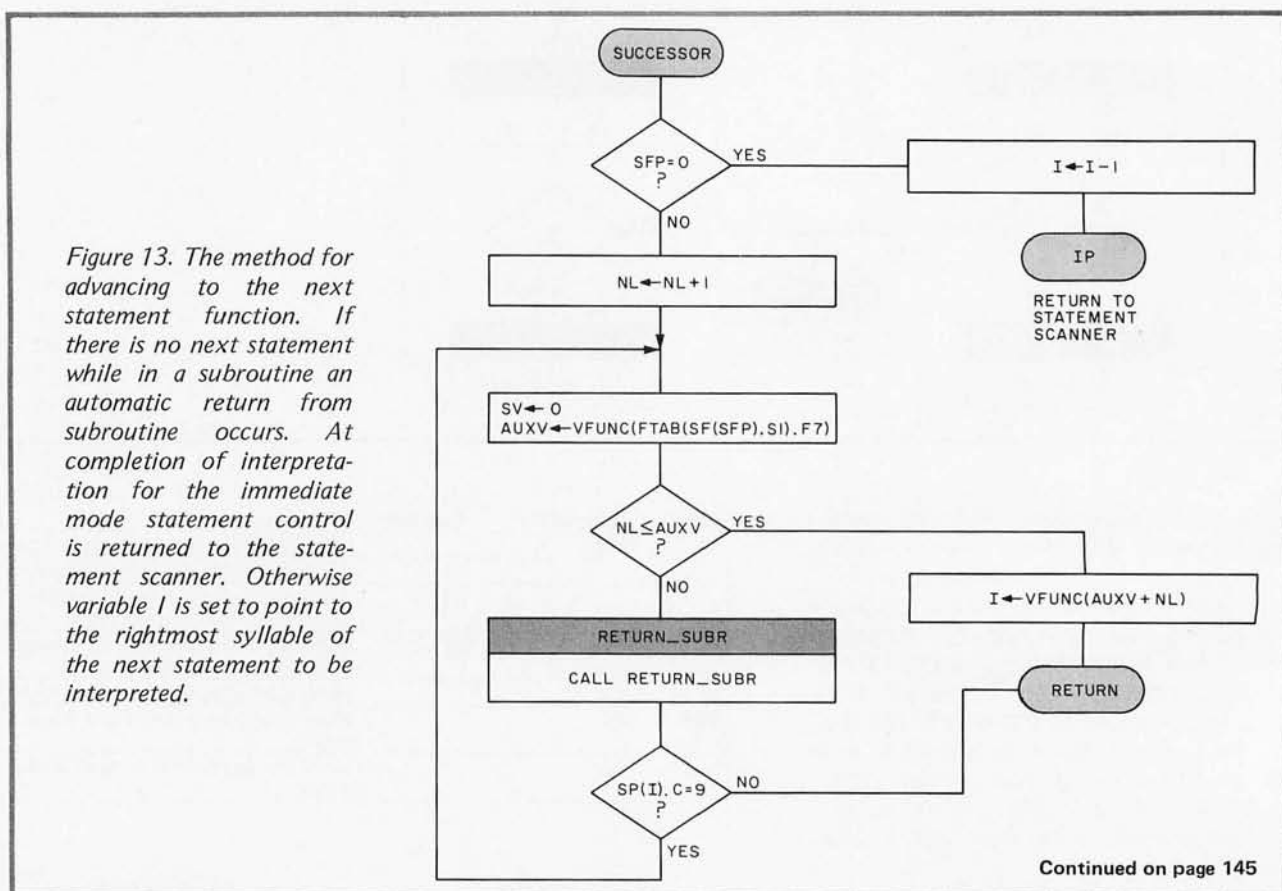 SUCCESSOR
SFP=0
?
YES
NO
I←I-1
IP
RETURN TO
STATEMENT
SCANNER
NL←NL+1
SV←0
AUXV←VFUNC(FTAB(SF(SFP),SI).F7)
NL≤AUXV
?
YES
NO
I←VFUNC(AUXV+NL)
RETURN
RETURN_SUBR
CALL RETURN_SUBR
SP(I).C=9
?
NO
YES
Figure 13. The method for
advancing to the next
statement function. If
there is no next statement
while in a subroutine an
automatic return from
subroutine occurs. At
completion of interpreta-
tion for the immediate
mode statement control
is returned to the state-
ment scanner. Otherwise
variable I is set to point to
the rightmost syllable of
the next statement to be
interpreted.
Continued on page 145